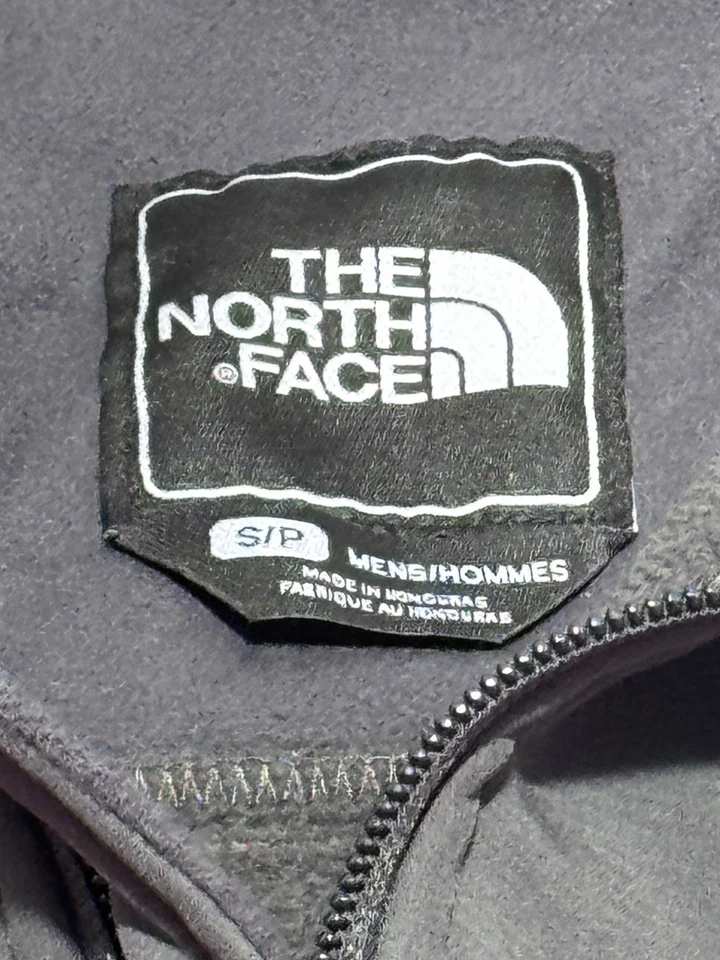 THE
NORTH
®FACE
S/P MENS/HOMMES
MADE IN HONDURAS
FABRIQUE AU HONDURAS